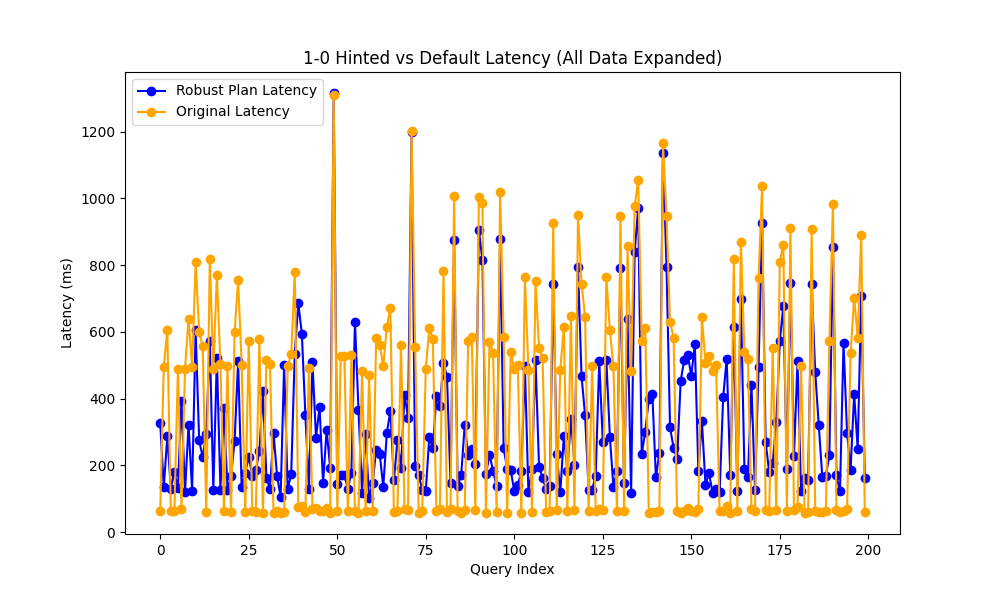 1-0 Hinted vs Default Latency (All Data Expanded)
Robust Plan Latency
Original Latency
Latency (ms)
1200
1000
800
600
400
200
0
0 25 50 75 100 125 150 175 200
Query Index